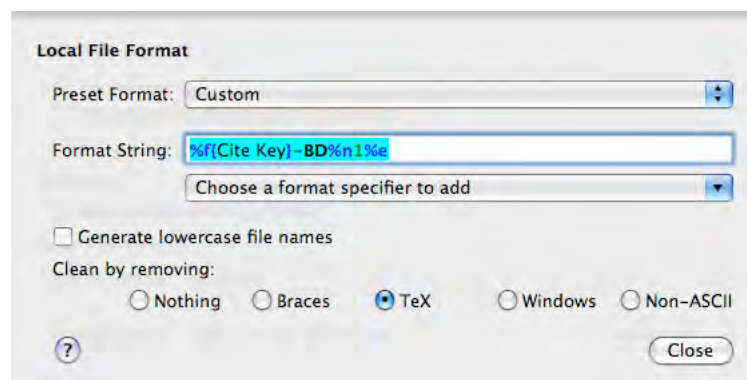 Local File Format
Preset Format: Custom
Format String: %f{Cite Key}-BD%n1%e
Choose a format specifier to add
Generate lowercase file names
Clean by removing:
Nothing Braces TeX Windows Non-ASCII
? Close